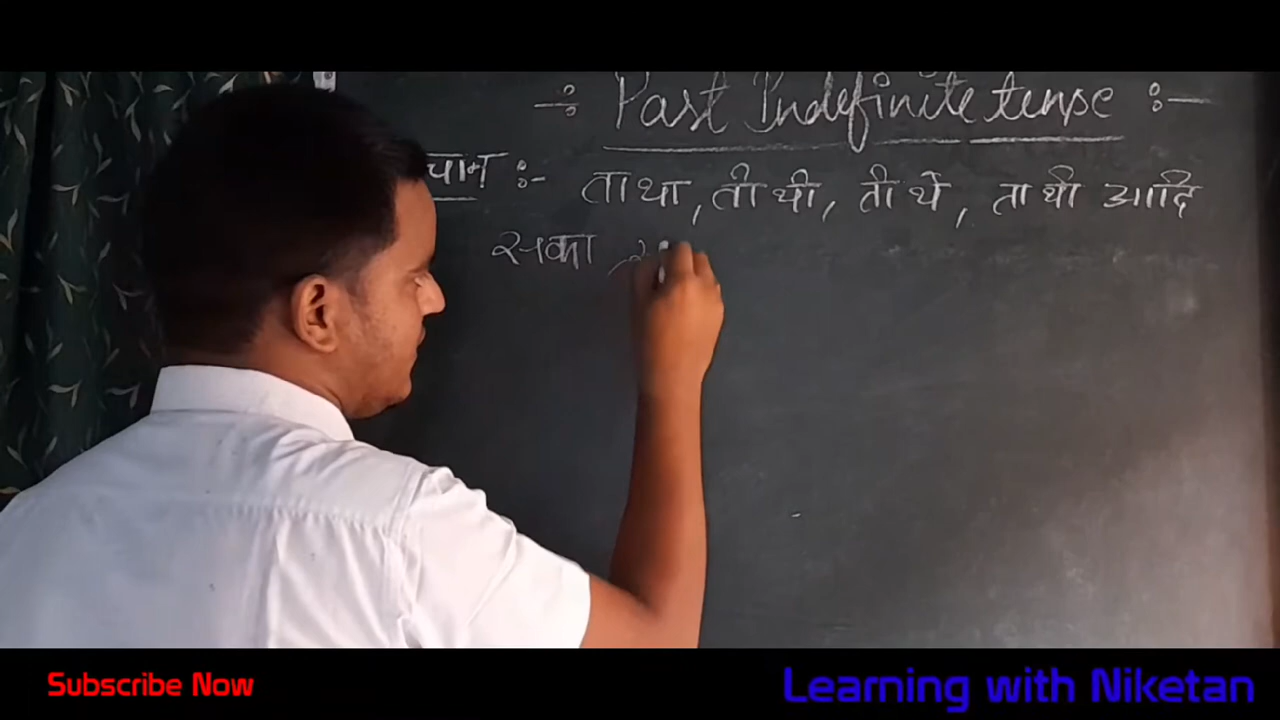 ÷ Past Indefinite tense :-
चान :- ता था, ती थी, ती थे, ता थी आदि
सका
Subscribe Now
Learning with Niketan